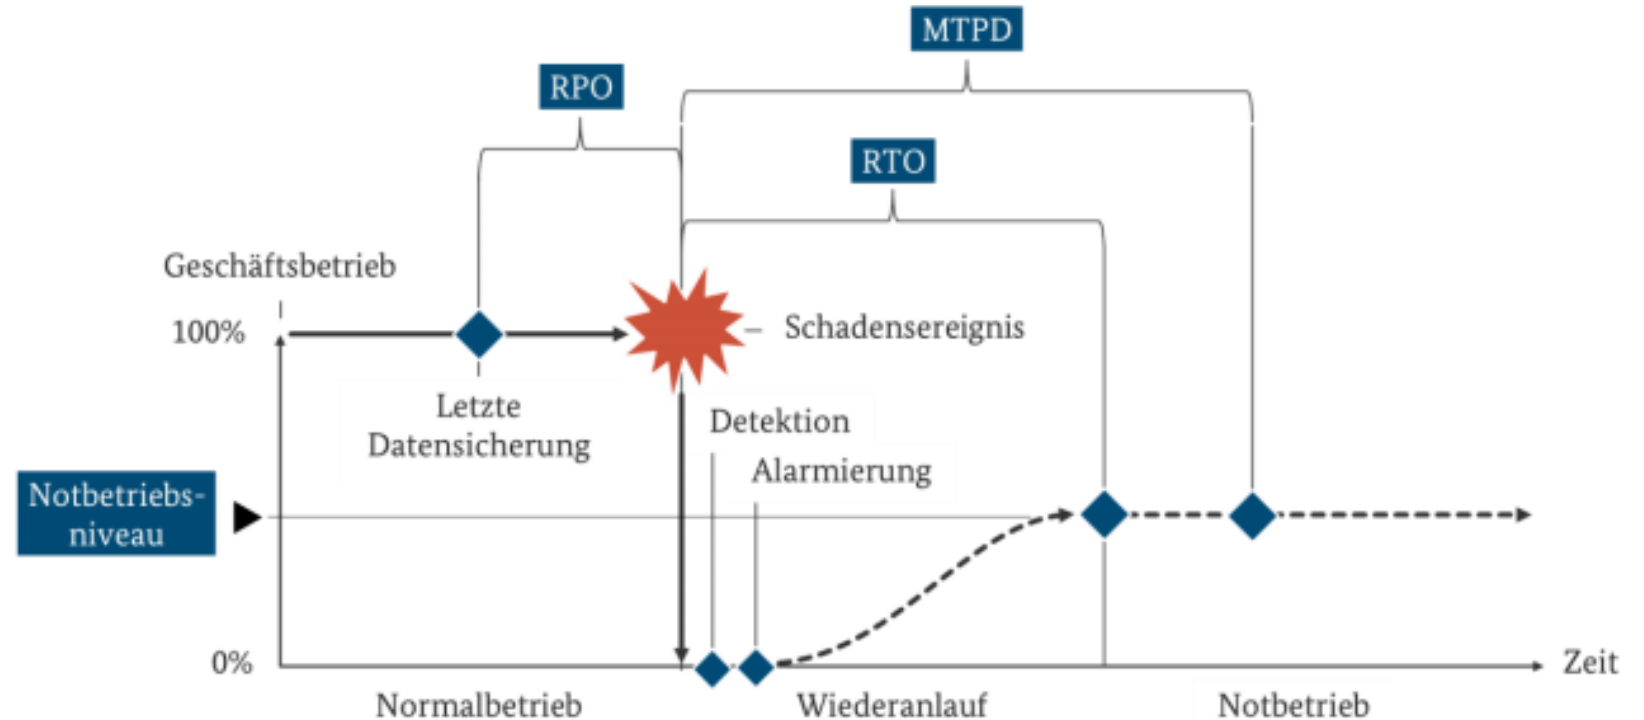 MTPD
RPO
RTO
Geschäftsbetrieb
100%
Schadensereignis
Letzte
Datensicherung
Detektion
Alarmierung
Notbetriebs-
niveau
0%
Zeit
Normalbetrieb
Wiederanlauf
Notbetrieb